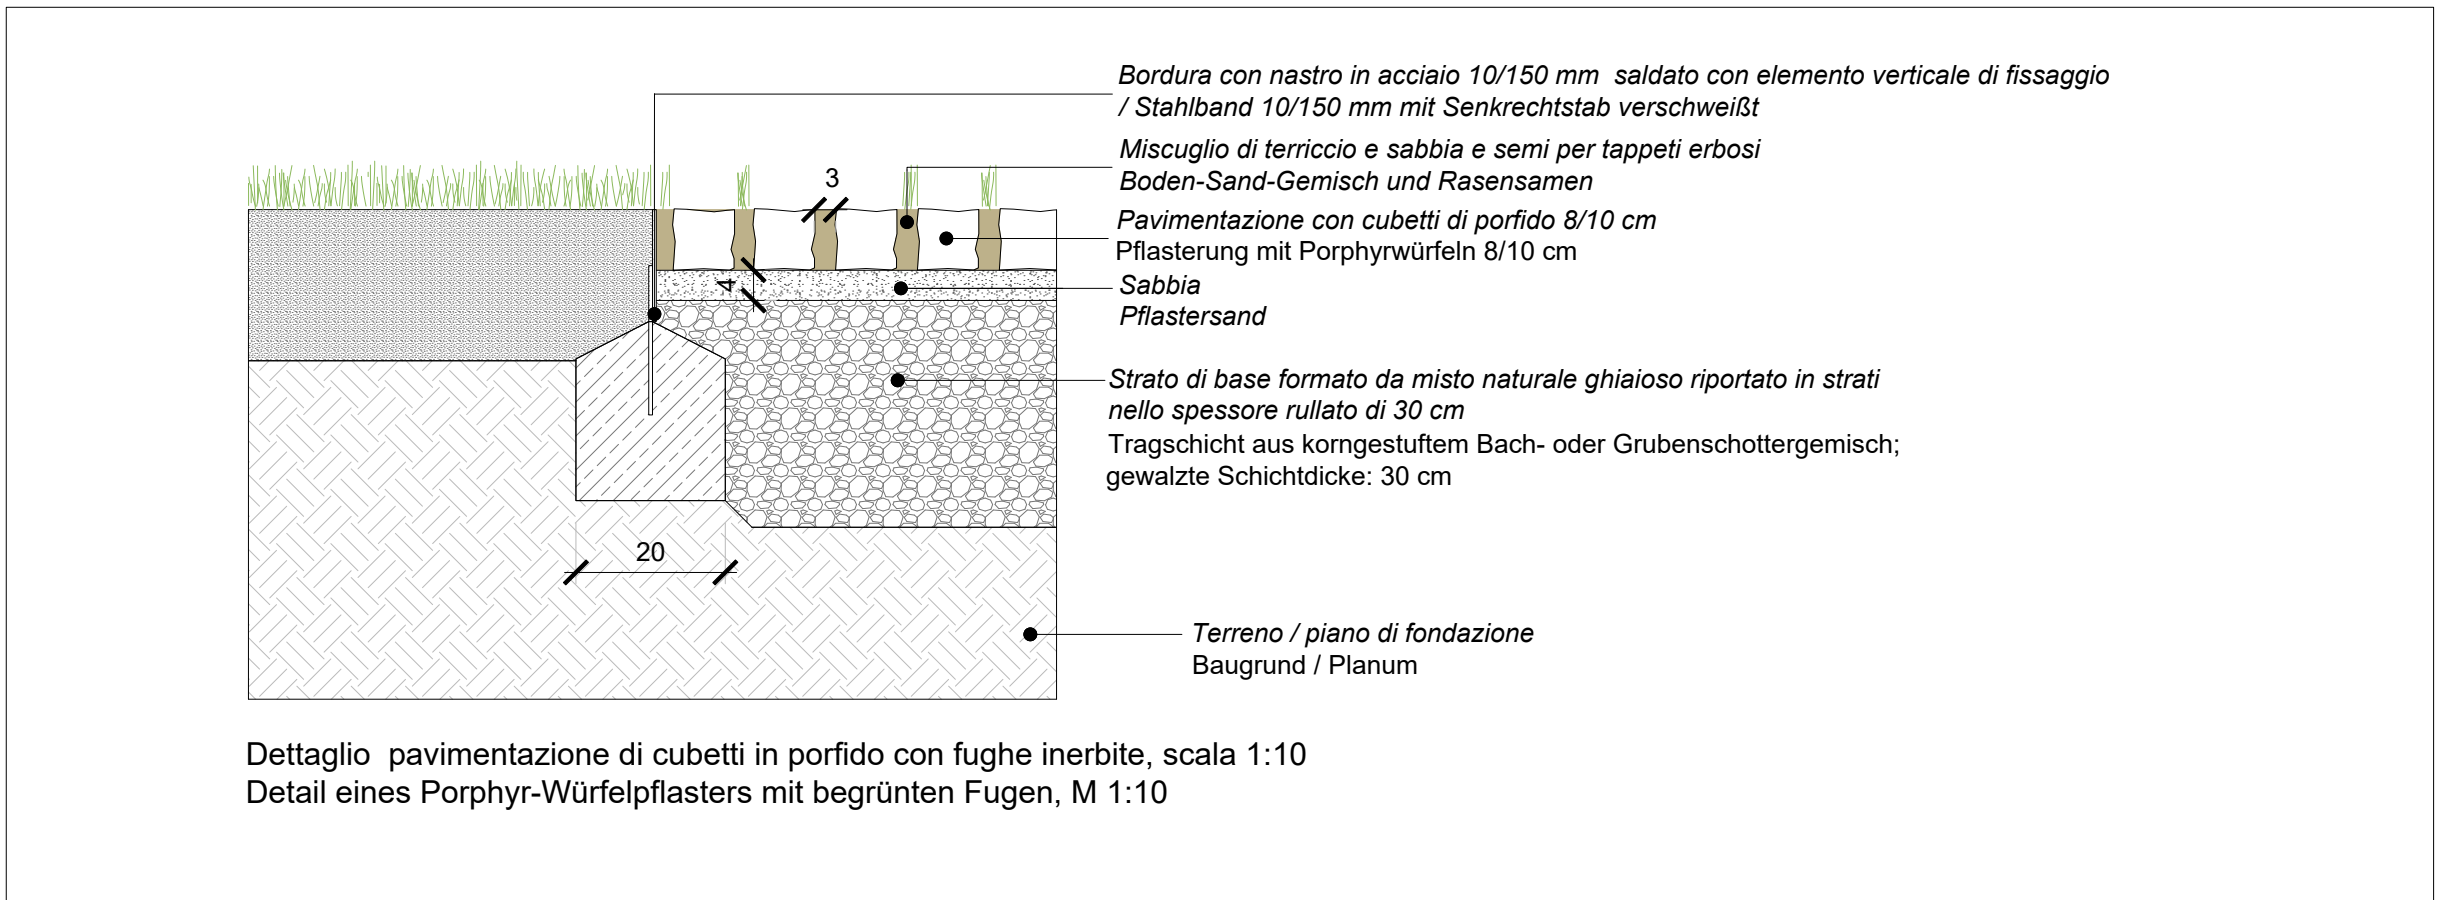 Bordura con nastro in acciaio 10/150 mm  saldato con elemento verticale di fissaggio
/ Stahlband 10/150 mm mit Senkrechtstab verschweißt
Miscuglio di terriccio e sabbia e semi per tappeti erbosi
Boden-Sand-Gemisch und Rasensamen
3
Pavimentazione con cubetti di porfido 8/10 cm
Pflasterung mit Porphyrwürfeln 8/10 cm
4
Sabbia
Pflastersand
Strato di base formato da misto naturale ghiaioso riportato in strati
nello spessore rullato di 30 cm
Tragschicht aus korngestuftem Bach- oder Grubenschottergemisch;
gewalzte Schichtdicke: 30 cm
20
Terreno / piano di fondazione
Baugrund / Planum
Dettaglio  pavimentazione di cubetti in porfido con fughe inerbite, scala 1:10
Detail eines Porphyr-Würfelpflasters mit begrünten Fugen, M 1:10